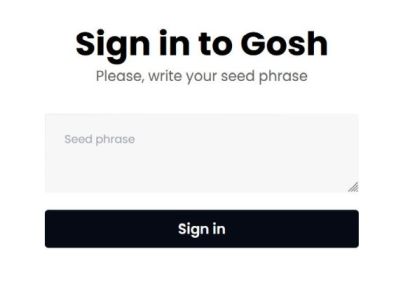 Sign in to Gosh
Please, write your seed phrase
Seed phrase
Sign in